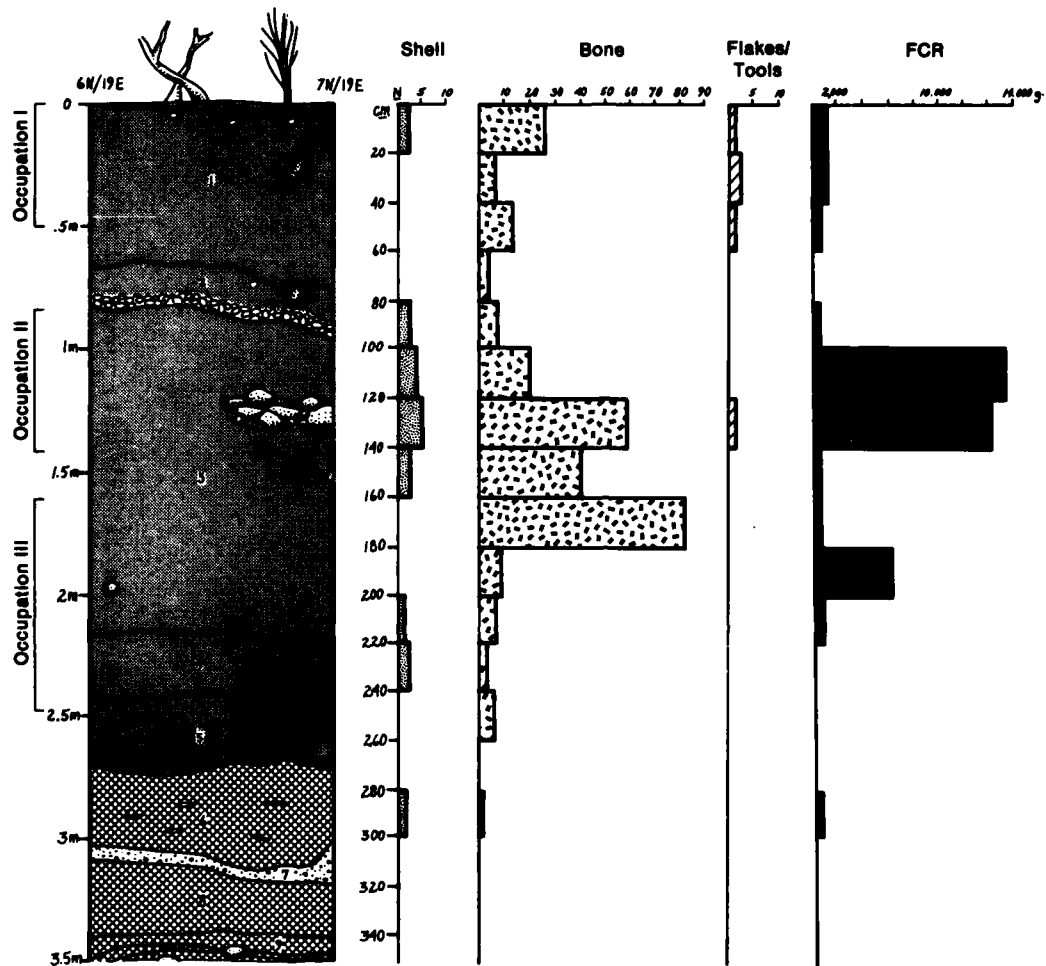 Shell
Bone
Flakes/
Tools
FCR
6N/19E
7N/19E
N 5 10
10 20 30 40 50 60 70 80 90
5 10
2,000 10,000 14,000 g.
Occupation I
Occupation II
Occupation III
0
.5m
1m
1.5m
2m
2.5m
3m
3.5m
CM
20
40
60
80
100
120
140
160
180
200
220
240
260
280
300
320
340
7